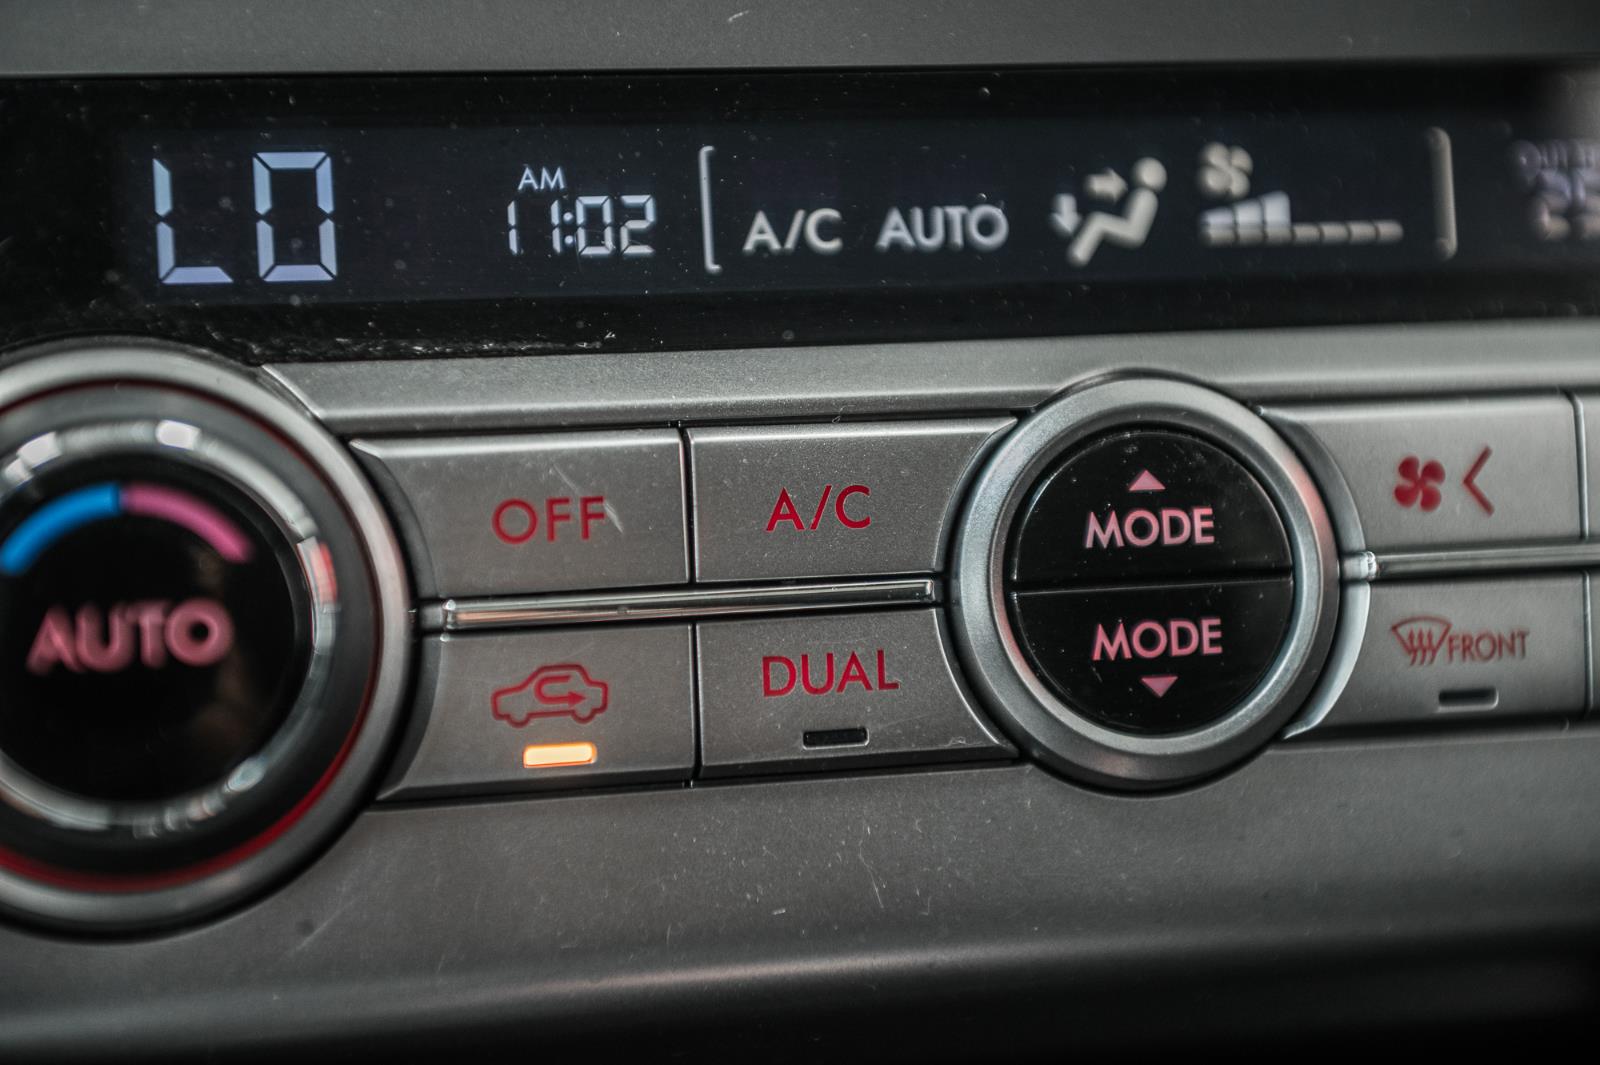 LO
AM
11:02
A/C AUTO
OFF
A/C
MODE
AUTO
DUAL
MODE
FRONT